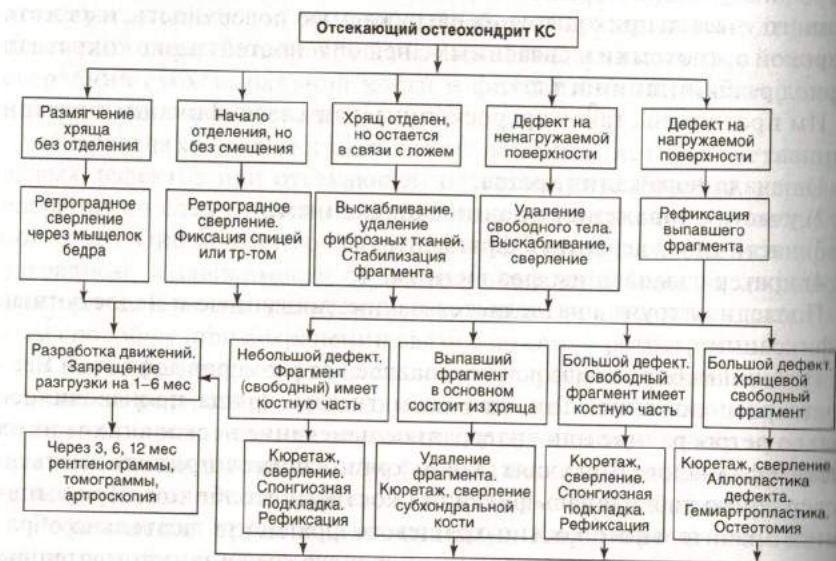 Отсекающий остеохондрит КС
Размягчение
хряща
без отделения
Начало
отделения, но
без смещения
Хрящ отделен,
но остается
в связи с ложем
Дефект на
ненагружаемой
поверхности
Дефект на
нагружаемой
поверхности
Ретроградное
сверление
через мыщелок
бедра
Ретроградное
сверление.
Фиксация спицей
или тр-том
Выскабливание,
удаление
фиброзных тканей.
Стабилизация
фрагмента
Удаление
свободного тела.
Выскабливание,
сверление
Рефиксация
выпавшего
фрагмента
Разработка движений.
Запрещение
разгрузки на 1–6 мес
Небольшой дефект.
Фрагмент
(свободный) имеет
костную часть
Выпавший
фрагмент
в основном
состоит из хряща
Большой дефект.
Свободный
фрагмент имеет
костную часть
Большой дефект.
Хрящевой
свободный
фрагмент
Через 3, 6, 12 мес
рентгенограммы,
томограммы,
артроскопия
Кюретаж,
сверление.
Спонгиозная
подкладка.
Рефиксация
Удаление
фрагмента.
Кюретаж, сверление
субхондральной
кости
Кюретаж,
сверление.
Спонгиозная
подкладка.
Рефиксация
Кюретаж, сверление
Аллопластика
дефекта.
Гемиартропластика.
Остеотомия